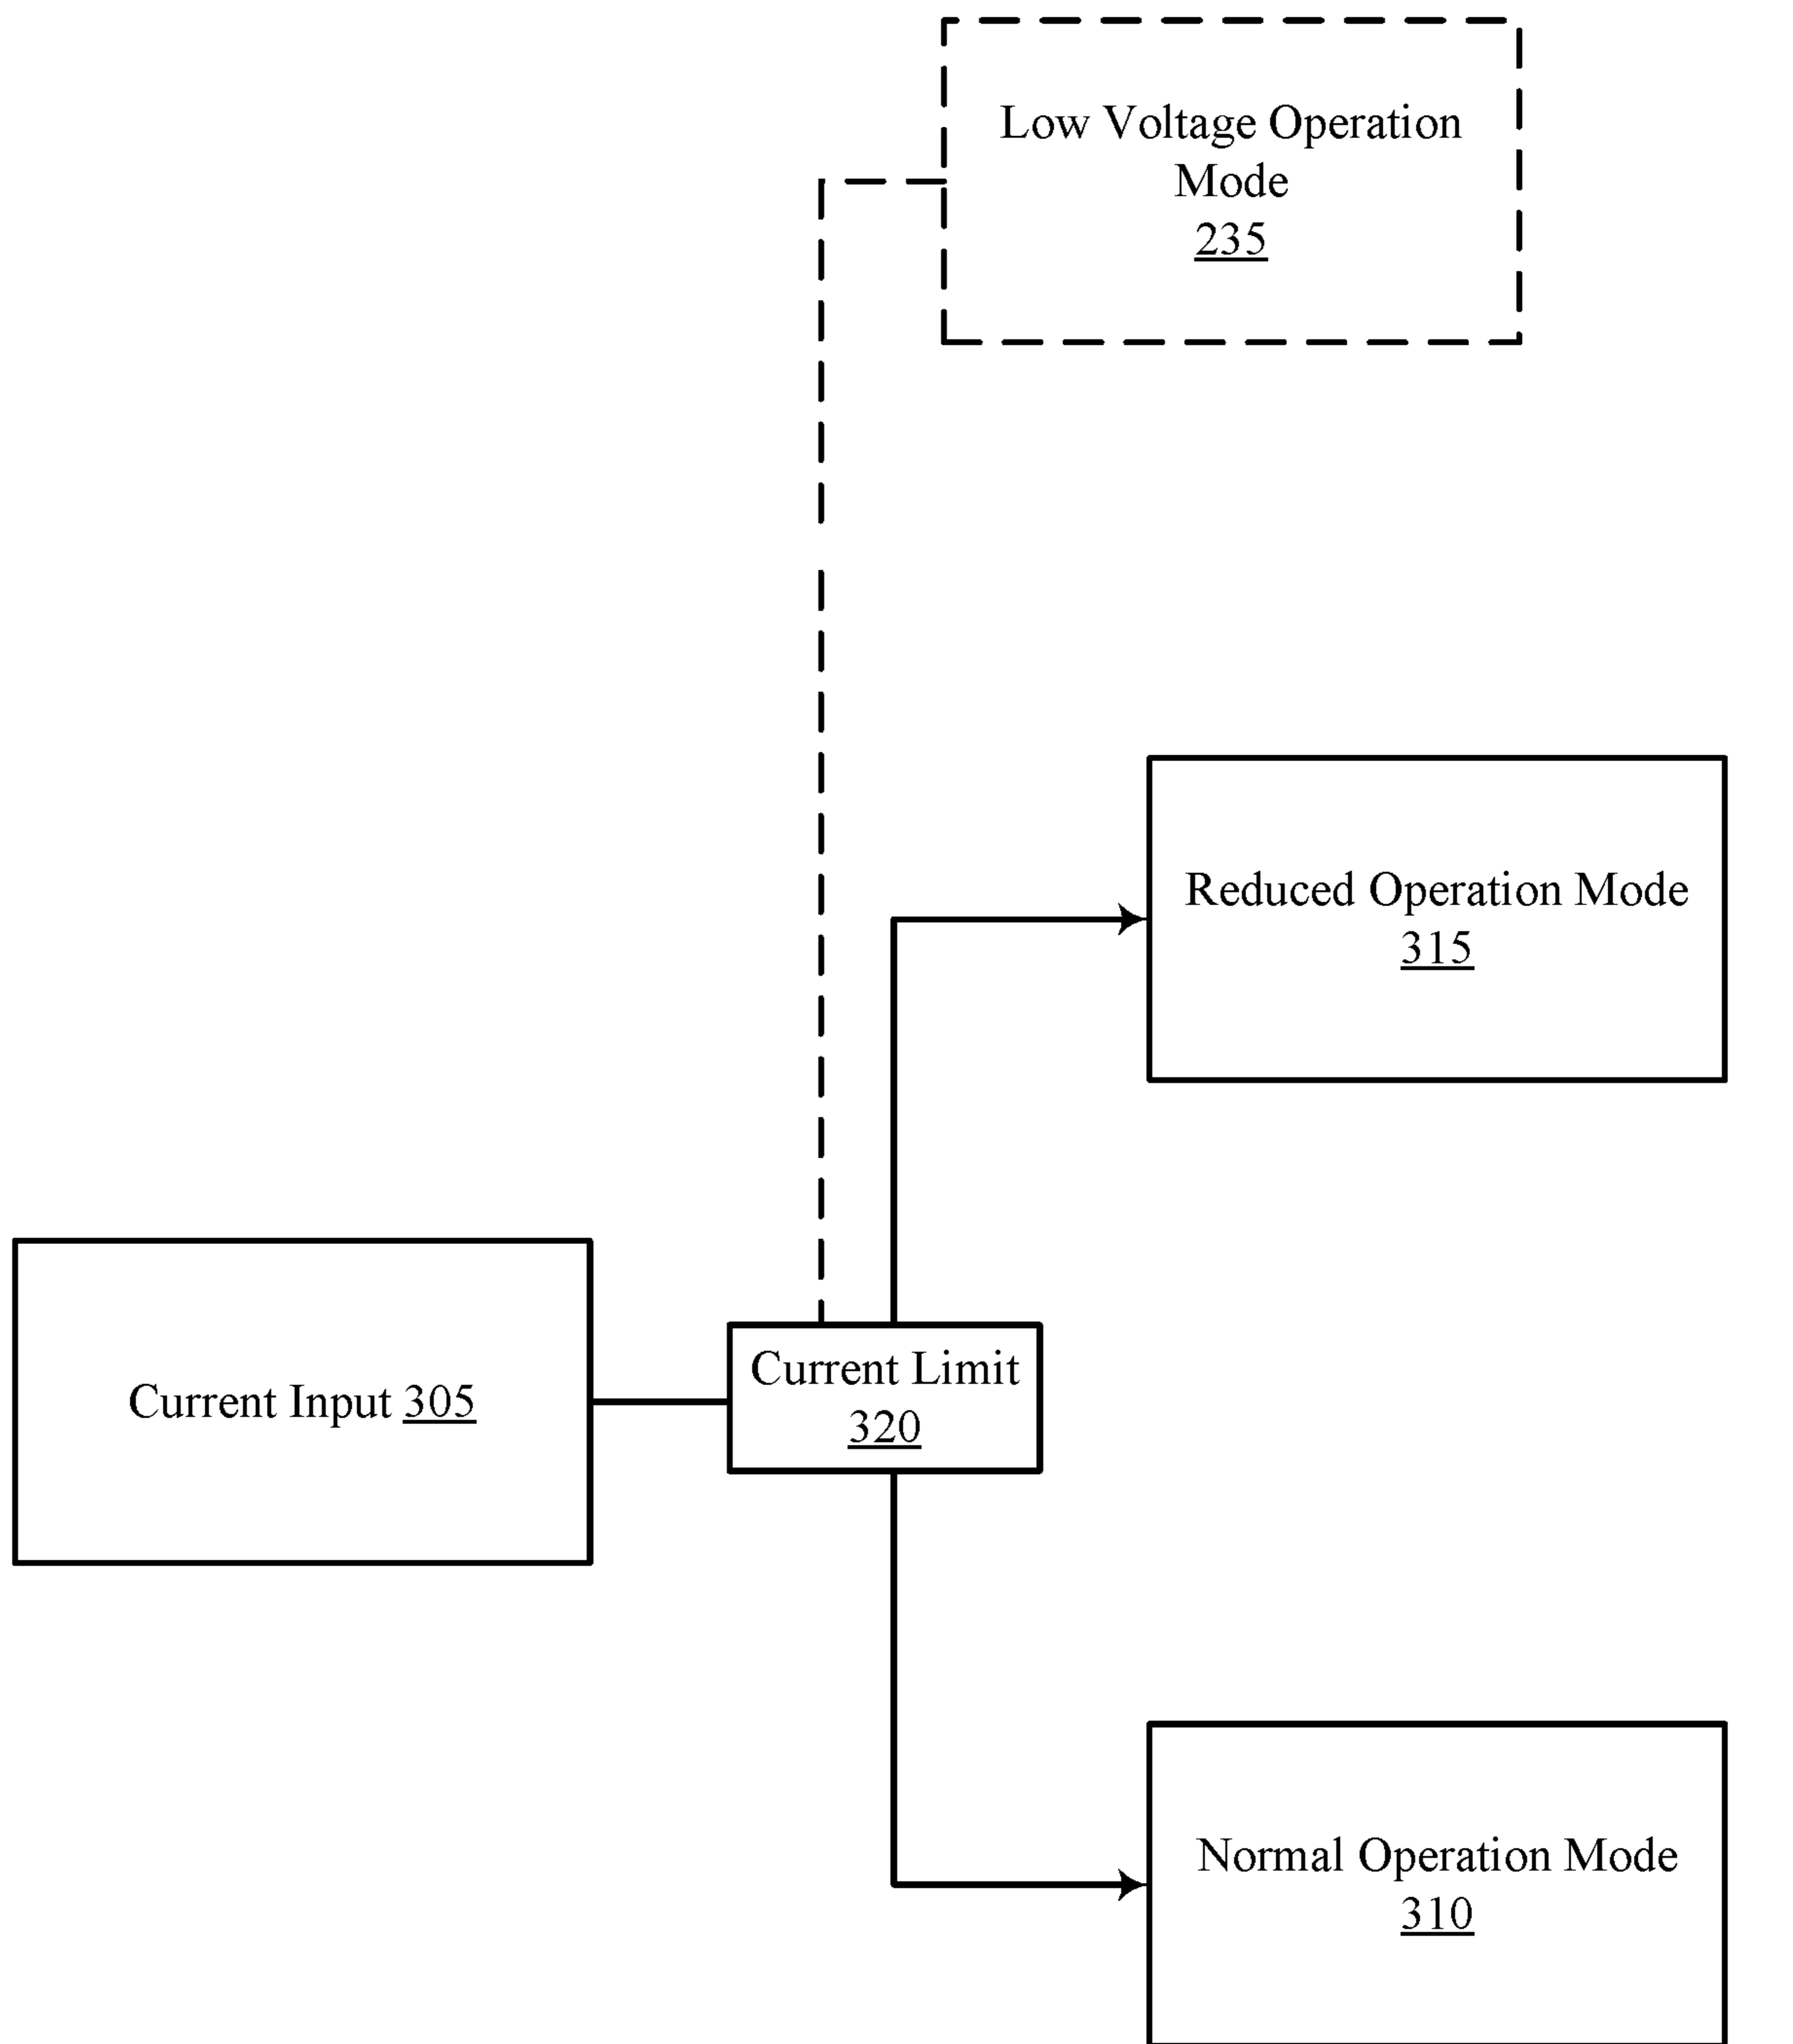 Low Voltage Operation
Mode
235
Reduced Operation Mode
315
Current Input 305
Current Limit
320
Normal Operation Mode
310